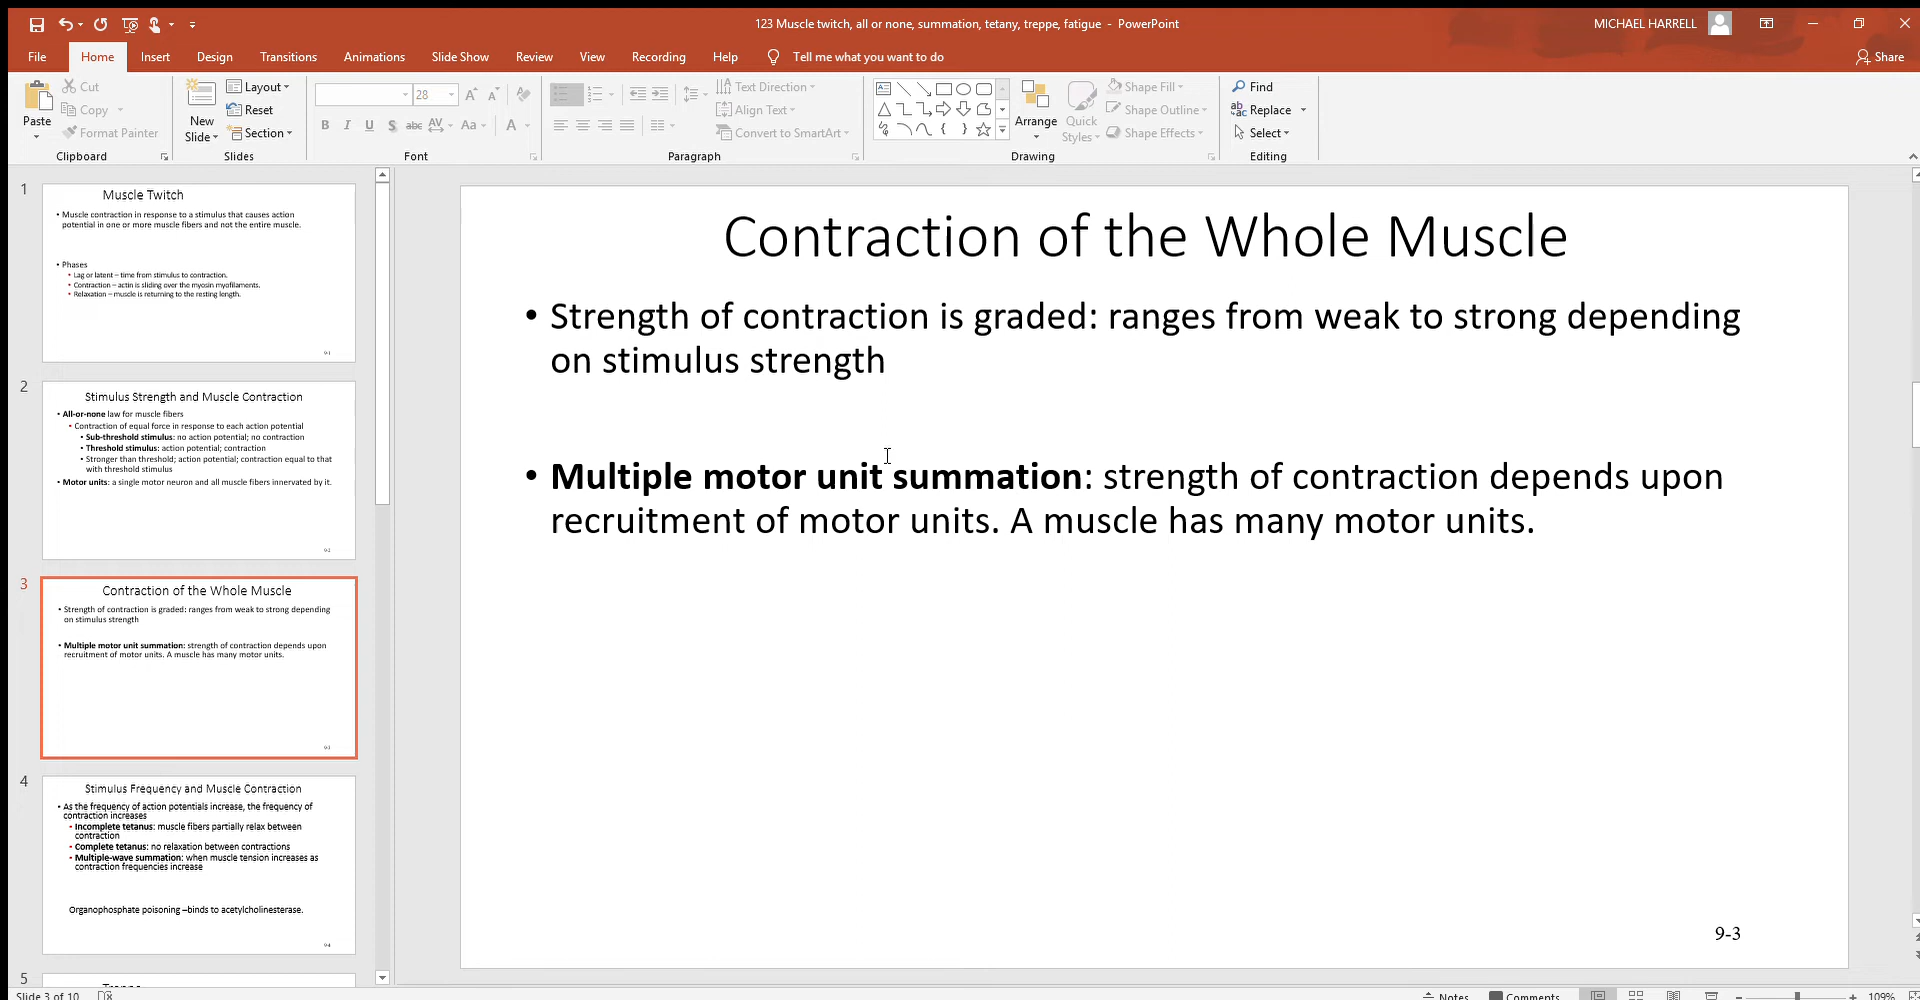 123 Muscle twitch, all or none, summation, tetany, treppe, fatigue - PowerPoint
MICHAEL HARRELL
File Home Insert Design Transitions Animations Slide Show Review View Recording Help Tell me what you want to do
Share
Paste
Cut
Copy
Format Painter
Clipboard
New Slide
Layout
Reset
Section
Slides
28
Font
Text Direction
Align Text
Convert to SmartArt
Paragraph
Arrange
Quick Styles
Shape Fill
Shape Outline
Shape Effects
Drawing
Find
Replace
Select
Editing
1
Muscle Twitch
• Muscle contraction in response to a stimulus that causes action
potential in one or more muscle fibers and not the entire muscle.
• Phases
• Lag or latent – time from stimulus to contraction.
• Contraction – actin is sliding over the myosin myofilaments.
• Relaxation – muscle is returning to the resting length.
9-1
2
Stimulus Strength and Muscle Contraction
• All-or-none law for muscle fibers
• Contraction of equal force in response to each action potential
• Sub-threshold stimulus: no action potential; no contraction
• Threshold stimulus: action potential; contraction
• Stronger than threshold; action potential; contraction equal to that
with threshold stimulus
• Motor units: a single motor neuron and all muscle fibers innervated by it.
9-2
3
Contraction of the Whole Muscle
• Strength of contraction is graded: ranges from weak to strong depending
on stimulus strength
• Multiple motor unit summation: strength of contraction depends upon
recruitment of motor units. A muscle has many motor units.
9-3
4
Stimulus Frequency and Muscle Contraction
• As the frequency of action potentials increase, the frequency of
contraction increases
• Incomplete tetanus: muscle fibers partially relax between
contraction
• Complete tetanus: no relaxation between contractions
• Multiple-wave summation: when muscle tension increases as
contraction frequencies increase
Organophosphate poisoning –binds to acetylcholinesterase.
9-4
5
Treppe
Contraction of the Whole Muscle
• Strength of contraction is graded: ranges from weak to strong depending
on stimulus strength
• Multiple motor unit summation: strength of contraction depends upon
recruitment of motor units. A muscle has many motor units.
9-3
Slide 3 of 10
Notes
Comments
109%